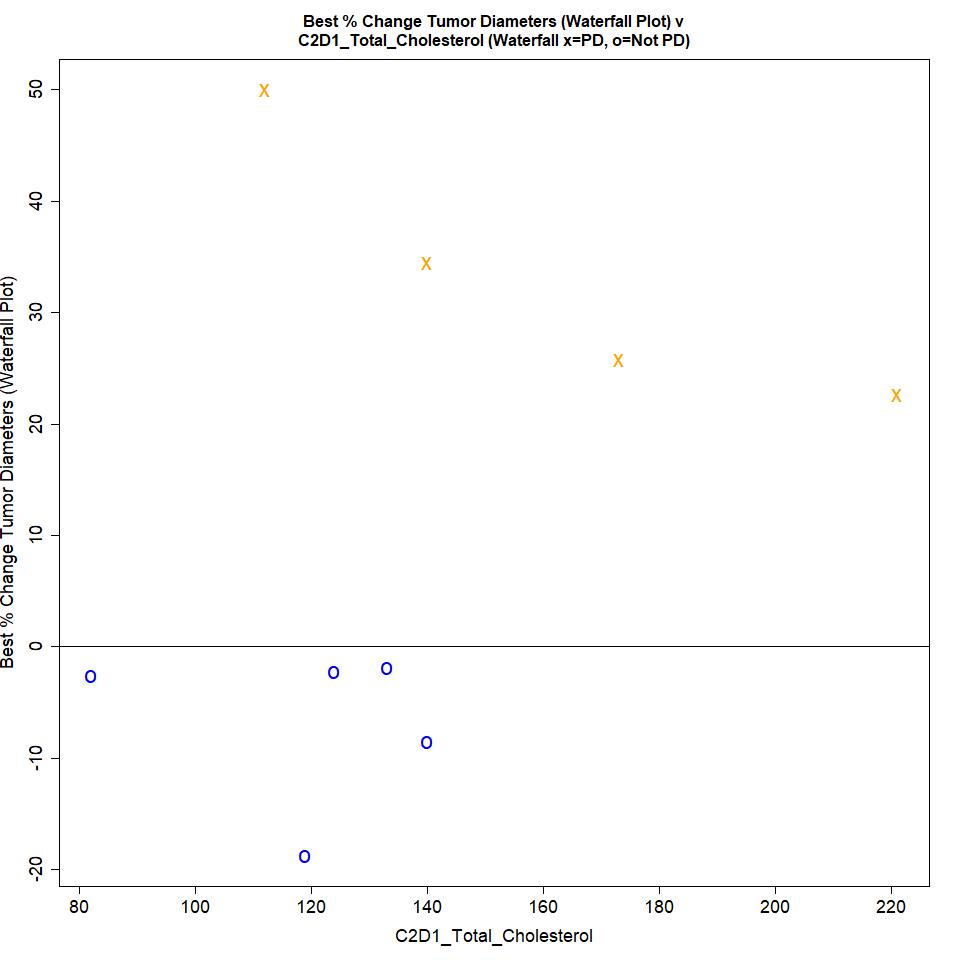 Best % Change Tumor Diameters (Waterfall Plot) v
C2D1_Total_Cholesterol (Waterfall x=PD, o=Not PD)
Best % Change Tumor Diameters (Waterfall Plot)
50
40
30
20
10
0
-10
-20
X
X
X
X
O
O
O
O
O
80 100 120 140 160 180 200 220
C2D1_Total_Cholesterol